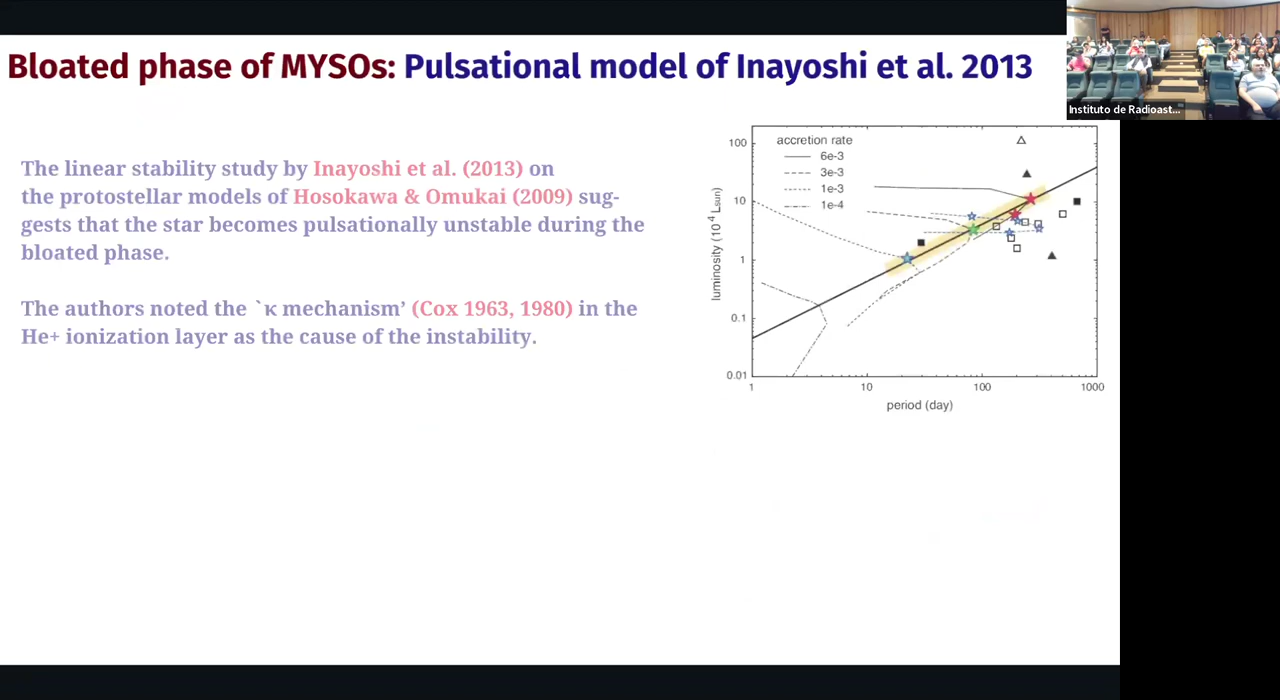 Bloated phase of MYSOs: Pulsational model of Inayoshi et al. 2013
Instituto de Radioast...
The linear stability study by Inayoshi et al. (2013) on
the protostellar models of Hosokawa & Omukai (2009) sug-
gests that the star becomes pulsationally unstable during the
bloated phase.
The authors noted the `κ mechanism’ (Cox 1963, 1980) in the
He+ ionization layer as the cause of the instability.
accretion rate
6e-3
3e-3
1e-3
1e-4
luminosity (10⁴ Lsun)
100
10
1
0.1
0.01
1
10
100
1000
period (day)